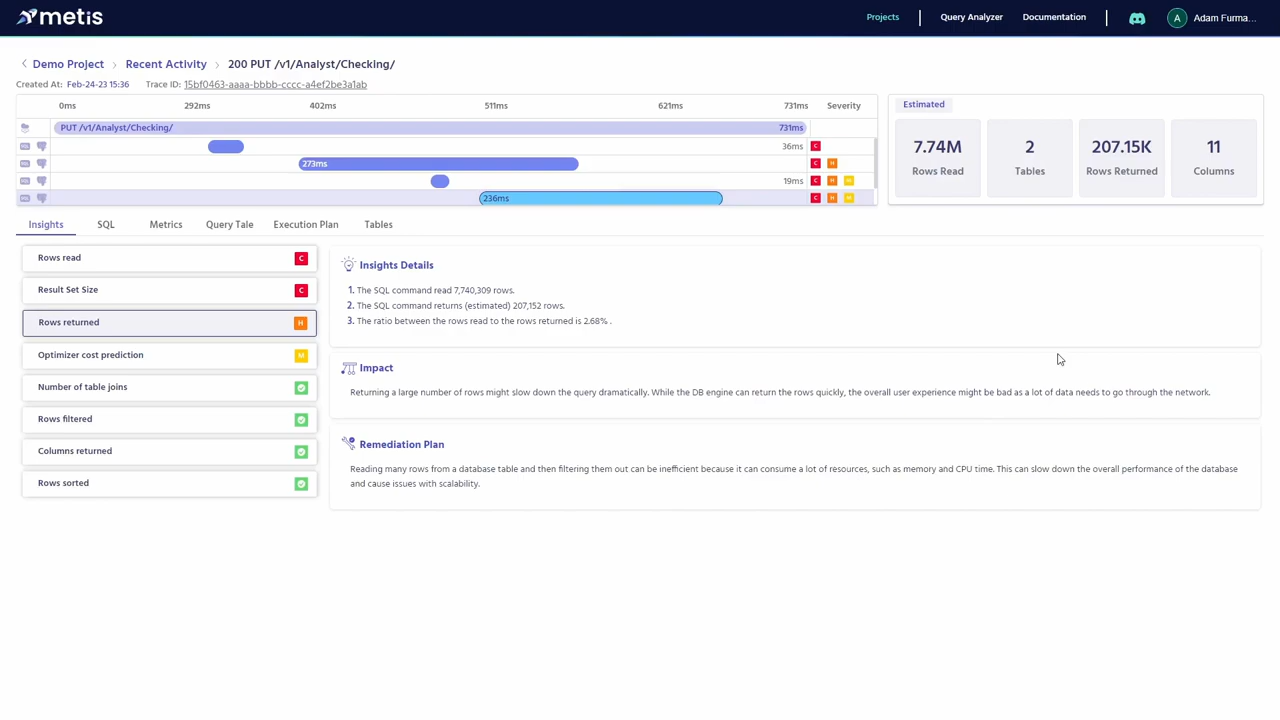 metis
Projects
Query Analyzer
Documentation
A
Adam Furma...
Demo Project
Recent Activity
200 PUT /v1/Analyst/Checking/
Created At: Feb-24-23 15:36
Trace ID: 15bf0463-aaaa-bbbb-cccc-a4ef2be3a1ab
0ms 292ms 402ms 511ms 621ms 731ms Severity
PUT /v1/Analyst/Checking/ 731ms
36ms C
273ms C H
19ms C H M
236ms C H M
Estimated
7.74M
Rows Read
2
Tables
207.15K
Rows Returned
11
Columns
Insights SQL Metrics Query Tale Execution Plan Tables
Rows read C
Result Set Size C
Rows returned H
Optimizer cost prediction M
Number of table joins
Rows filtered
Columns returned
Rows sorted
Insights Details
1. The SQL command read 7,740,309 rows.
2. The SQL command returns (estimated) 207,152 rows.
3. The ratio between the rows read to the rows returned is 2.68% .
Impact
Returning a large number of rows might slow down the query dramatically. While the DB engine can return the rows quickly, the overall user experience might be bad as a lot of data needs to go through the network.
Remediation Plan
Reading many rows from a database table and then filtering them out can be inefficient because it can consume a lot of resources, such as memory and CPU time. This can slow down the overall performance of the database
and cause issues with scalability.